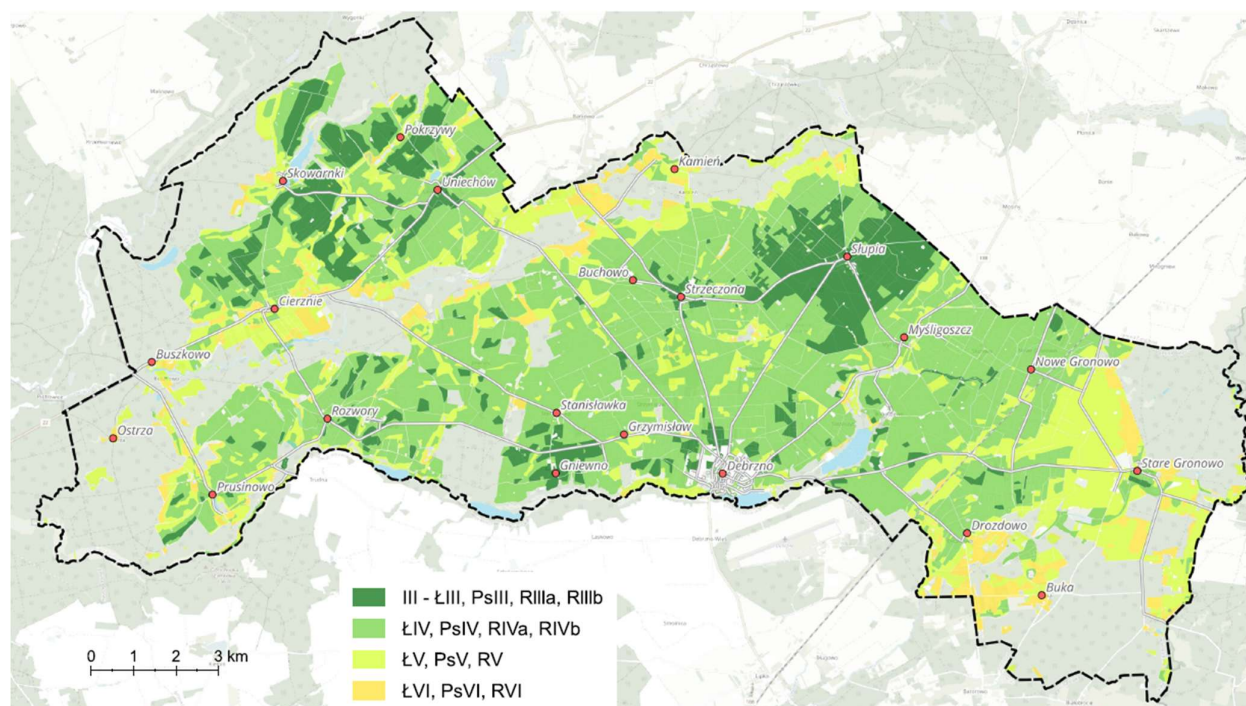 Pokrzywy
Kamień
Skowarnki
Uniechów
Słupia
Buchowo
Strzeczona
Cierznie
Myśligoszcz
Buszkowo
Nowe Gronowo
Stanisławka
Rozwory
Ostrza
Grzymisław
Gniewno
Debrzno
Stare Gronowo
Prusinowo
Drozdowo
Buka
III - ŁIII, PsIII, RIIIa, RIIIb
ŁIV, PsIV, RIVa, RIVb
ŁV, PsV, RV
ŁVI, PsVI, RVI
0 1 2 3 km